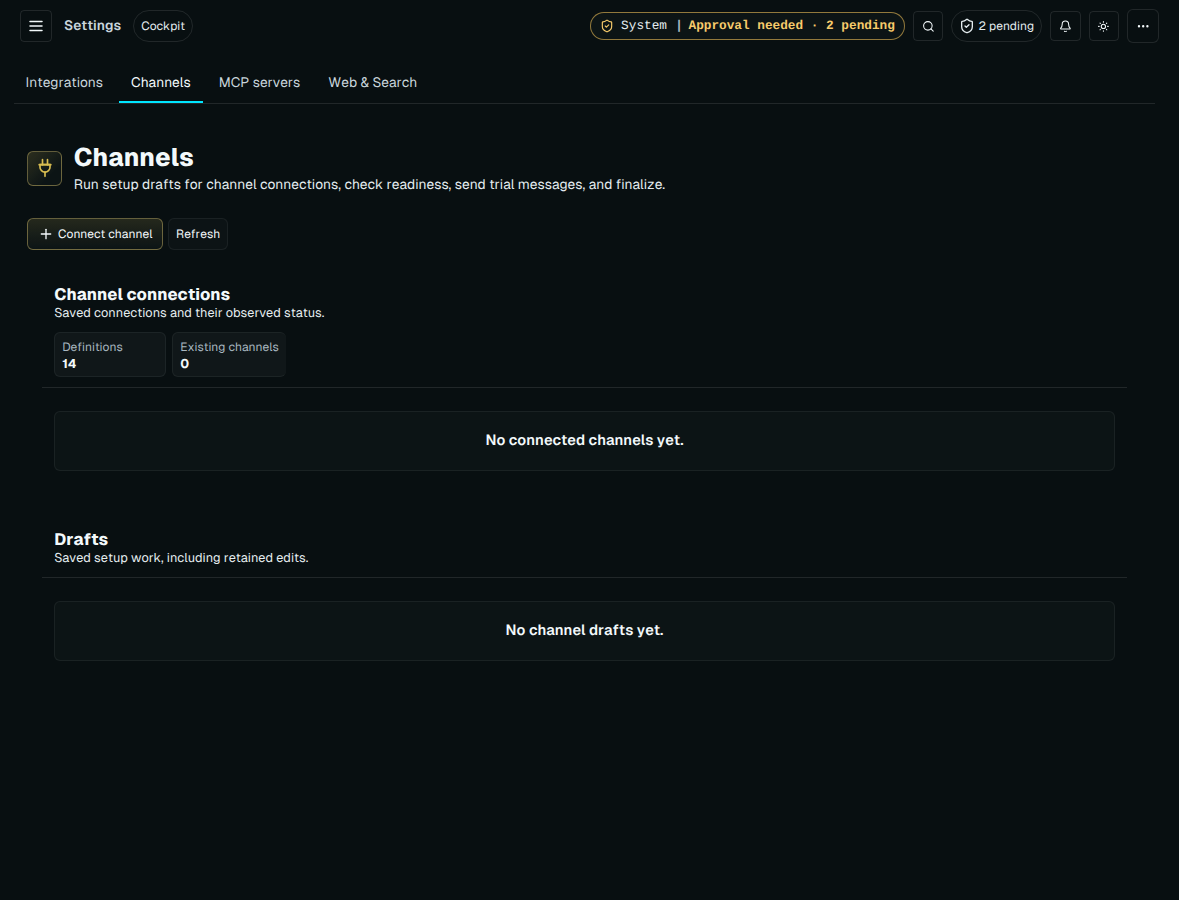 Settings
Cockpit
System | Approval needed · 2 pending
2 pending
Integrations
Channels
MCP servers
Web & Search
Channels
Run setup drafts for channel connections, check readiness, send trial messages, and finalize.
Connect channel
Refresh
Channel connections
Saved connections and their observed status.
Definitions
14
Existing channels
0
No connected channels yet.
Drafts
Saved setup work, including retained edits.
No channel drafts yet.